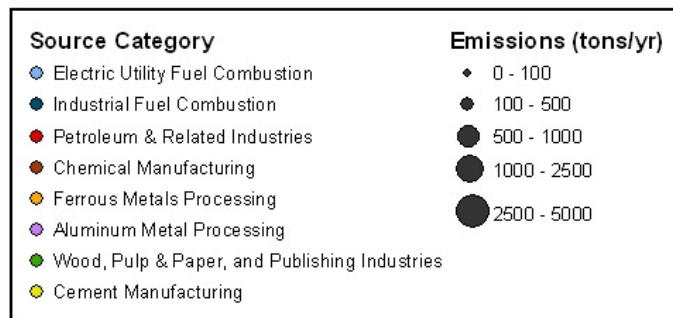 Source Category
Electric Utility Fuel Combustion
Industrial Fuel Combustion
Petroleum & Related Industries
Chemical Manufacturing
Ferrous Metals Processing
Aluminum Metal Processing
Wood, Pulp & Paper, and Publishing Industries
Cement Manufacturing
Emissions (tons/yr)
0 - 100
100 - 500
500 - 1000
1000 - 2500
2500 - 5000